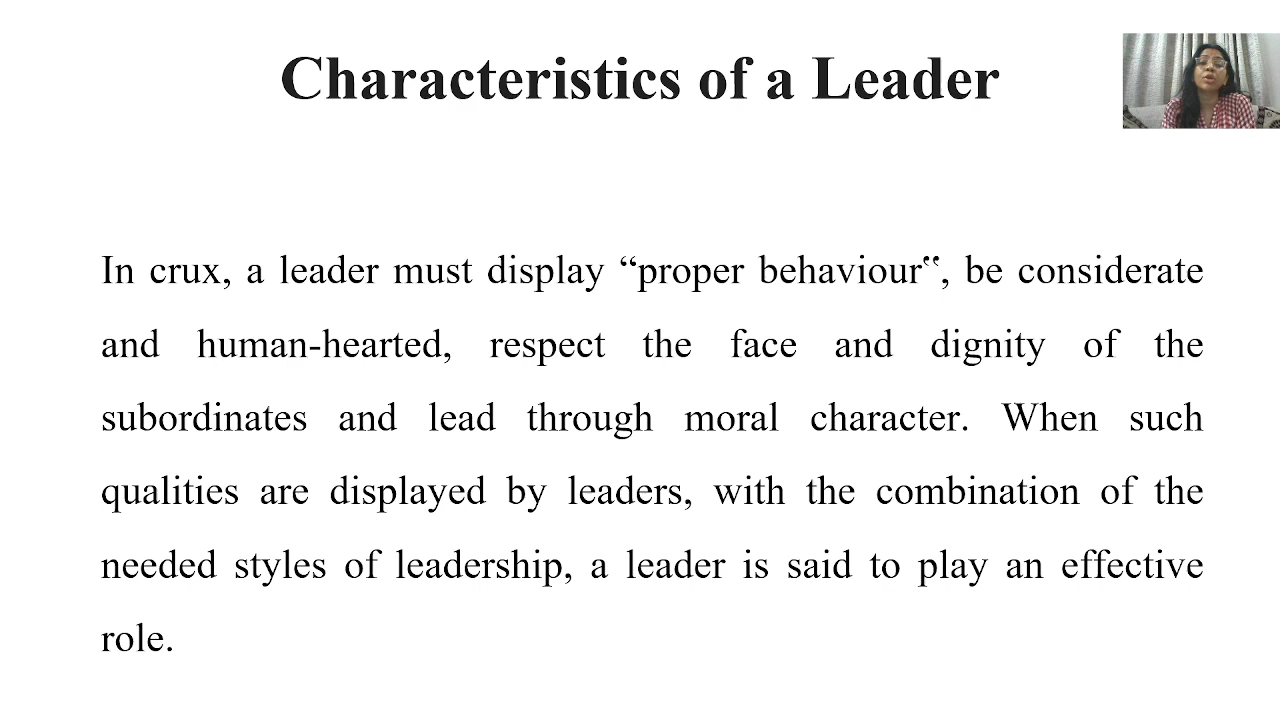 Characteristics of a Leader
In crux, a leader must display “proper behaviour‟, be considerate
and human-hearted, respect the face and dignity of the
subordinates and lead through moral character. When such
qualities are displayed by leaders, with the combination of the
needed styles of leadership, a leader is said to play an effective
role.